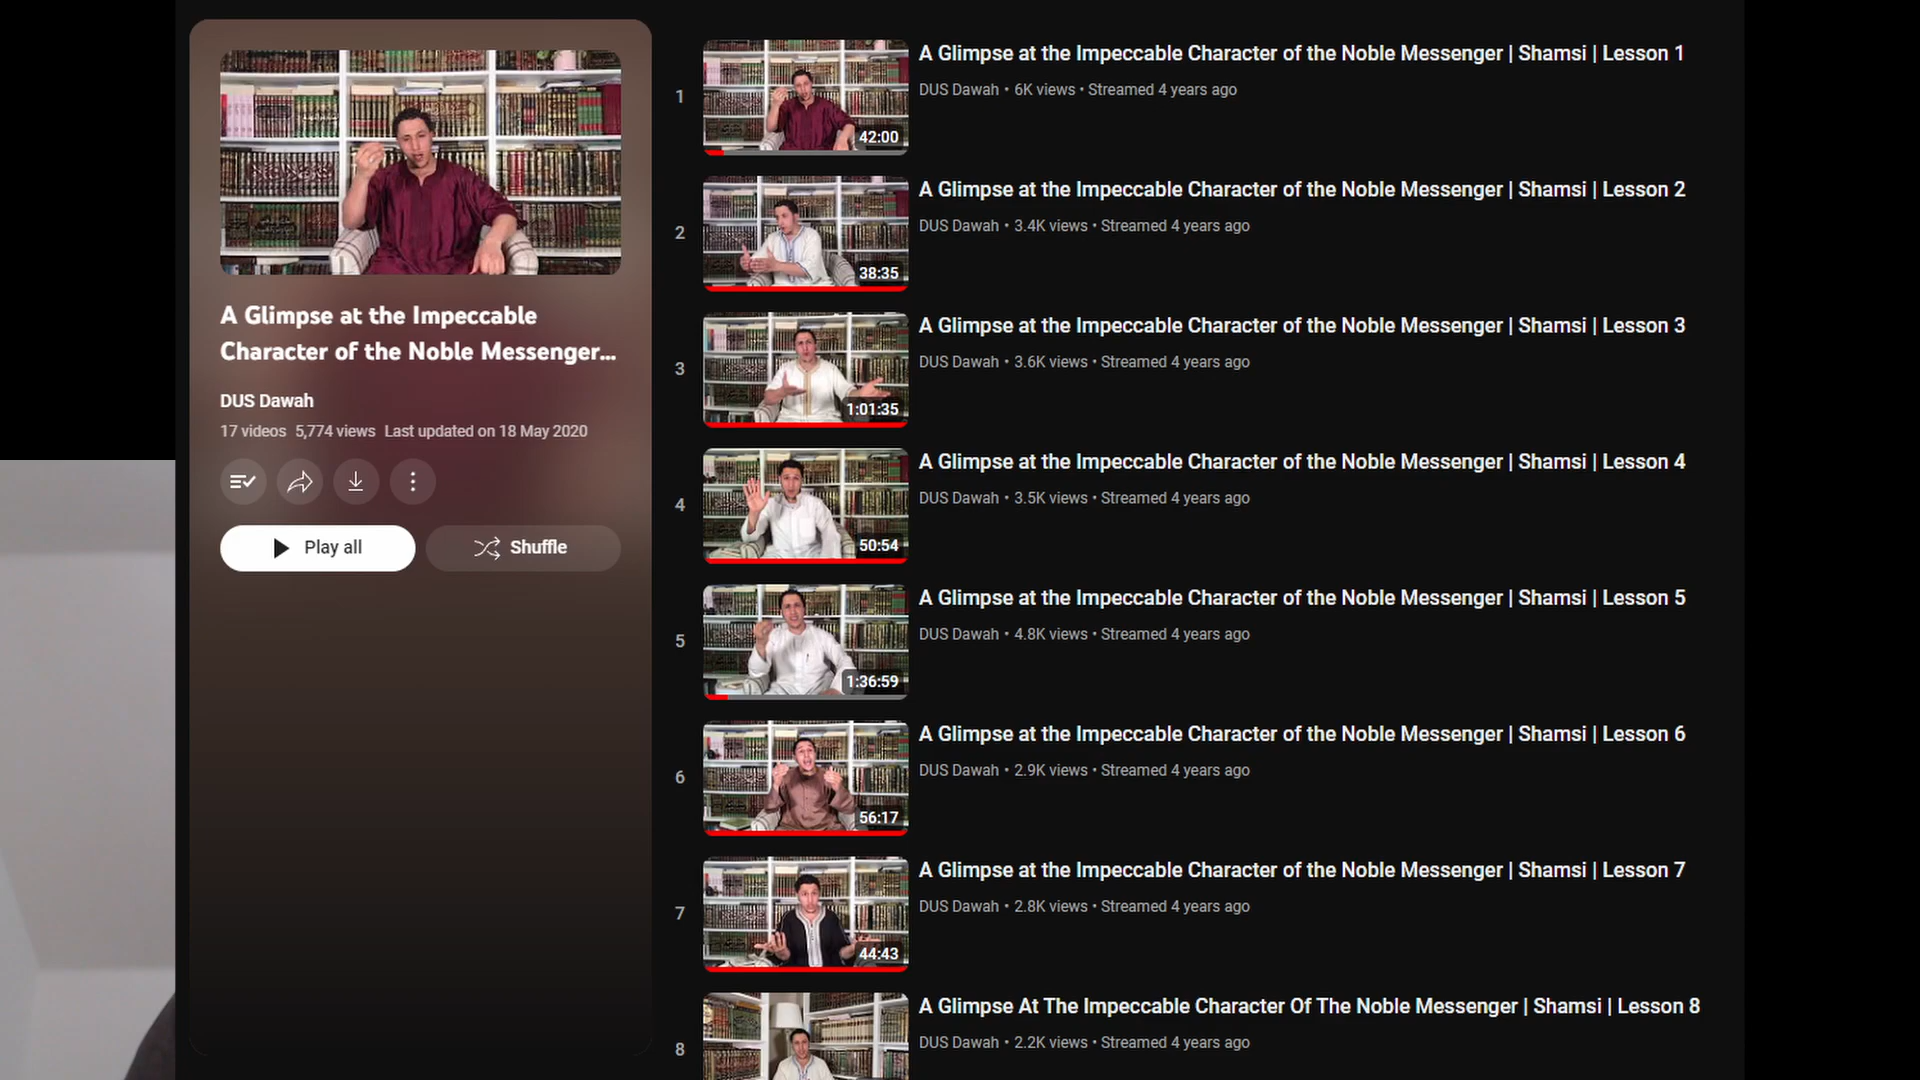 A Glimpse at the Impeccable
Character of the Noble Messenger...
DUS Dawah
17 videos 5,774 views Last updated on 18 May 2020
Play all
Shuffle
1
42:00
A Glimpse at the Impeccable Character of the Noble Messenger | Shamsi | Lesson 1
DUS Dawah • 6K views • Streamed 4 years ago
2
38:35
A Glimpse at the Impeccable Character of the Noble Messenger | Shamsi | Lesson 2
DUS Dawah • 3.4K views • Streamed 4 years ago
3
1:01:35
A Glimpse at the Impeccable Character of the Noble Messenger | Shamsi | Lesson 3
DUS Dawah • 3.6K views • Streamed 4 years ago
4
50:54
A Glimpse at the Impeccable Character of the Noble Messenger | Shamsi | Lesson 4
DUS Dawah • 3.5K views • Streamed 4 years ago
5
1:36:59
A Glimpse at the Impeccable Character of the Noble Messenger | Shamsi | Lesson 5
DUS Dawah • 4.8K views • Streamed 4 years ago
6
56:17
A Glimpse at the Impeccable Character of the Noble Messenger | Shamsi | Lesson 6
DUS Dawah • 2.9K views • Streamed 4 years ago
7
44:43
A Glimpse at the Impeccable Character of the Noble Messenger | Shamsi | Lesson 7
DUS Dawah • 2.8K views • Streamed 4 years ago
8
A Glimpse At The Impeccable Character Of The Noble Messenger | Shamsi | Lesson 8
DUS Dawah • 2.2K views • Streamed 4 years ago